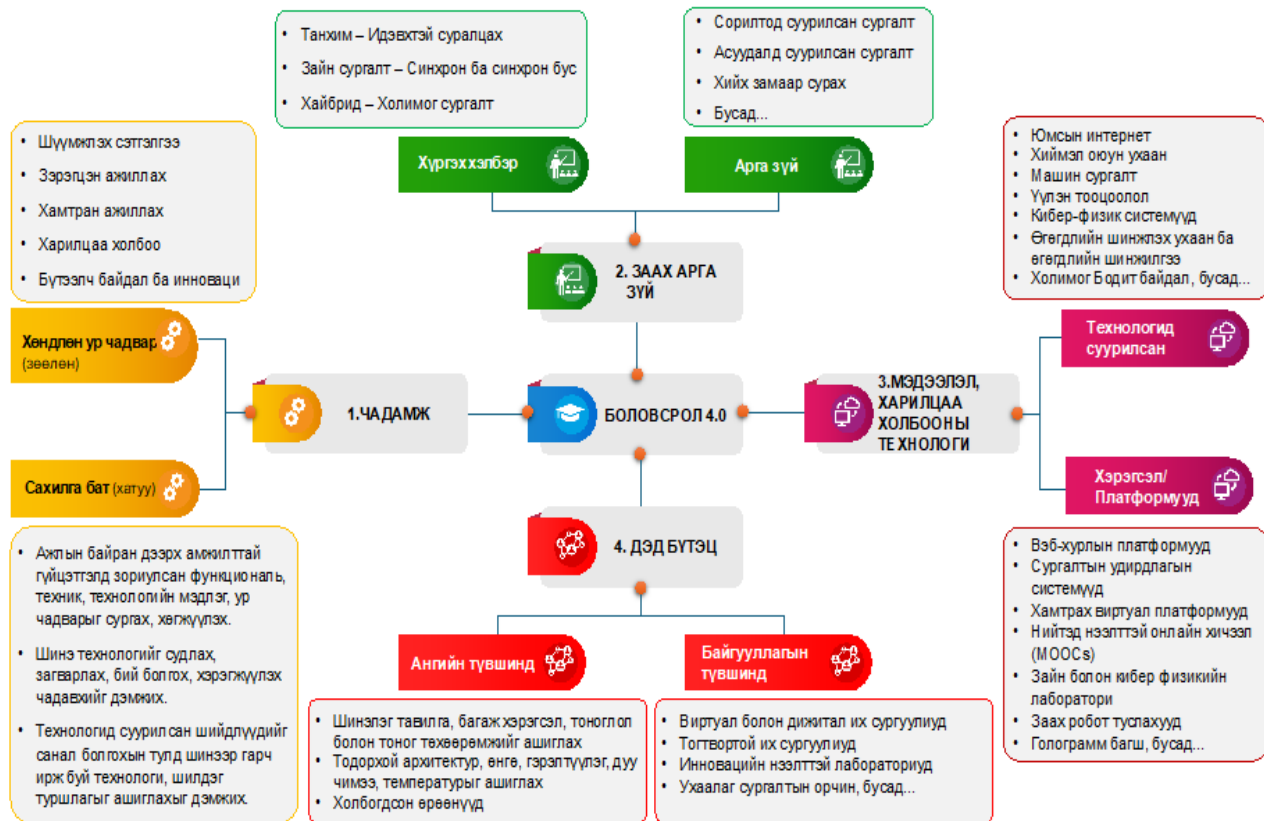 • Танхим – Идэвхтэй суралцах
• Зайн сургалт – Синхрон ба синхрон бус
• Хайбрид – Холимог сургалт
• Сорилтод суурилсан сургалт
• Асуудалд суурилсан сургалт
• Хийх замаар сурах
• Бусад...
Хүргэх хэлбэр
Арга зүй
• Шүүмжлэх сэтгэлгээ
• Зэрэгцэн ажиллах
• Хамтран ажиллах
• Харилцаа холбоо
• Бүтээлч байдал ба инноваци
• Юмсын интернет
• Хиймэл оюун ухаан
• Машин сургалт
• Үүлэн тооцоолол
• Кибер-физик системүүд
• Өгөгдлийн шинжлэх ухаан ба
өгөгдлийн шинжилгээ
• Холимог Бодит байдал, бусад...
2. ЗААХ АРГА
ЗҮЙ
Хөндлөн ур чадвар
(зөөлөн)
Технологид
суурилсан
1.ЧАДАМЖ
БОЛОВСРОЛ 4.0
3.МЭДЭЭЛЭЛ,
ХАРИЛЦАА
ХОЛБООНЫ
ТЕХНОЛОГИ
Сахилга бат (хатуу)
Хэрэгсэл/
Платформууд
4. ДЭД БҮТЭЦ
• Ажлын байран дээрх амжилттай
гүйцэтгэлд зориулсан функциональ,
техник, технологийн мэдлэг, ур
чадварыг сургах, хөгжүүлэх.
• Шинэ технологийг судлах,
загварлах, бий болгох, хэрэгжүүлэх
чадавхийг дэмжих.
• Технологид суурилсан шийдлүүдийг
санал болгохын тулд шинээр гарч
ирж буй технологи, шилдэг
туршлагыг ашиглахыг дэмжих.
Ангийн түвшинд
Байгууллагын
түвшинд
• Шинэлэг тавилга, багаж хэрэгсэл, тоноглол
болон тоног төхөөрөмжийг ашиглах
• Тодорхой архитектур, өнгө, гэрэлтүүлэг, дуу
чимээ, температурыг ашиглах
• Холбогдсон өрөөнүүд
• Виртуал болон дижитал их сургуулиуд
• Тогтвортой их сургуулиуд
• Инновацийн нээлттэй лабораториуд
• Ухаалаг сургалтын орчин, бусад...
• Вэб-хурлын платформууд
• Сургалтын удирдлагын
системүүд
• Хамтрах виртуал платформууд
• Нийтэд нээлттэй онлайн хичээл
(MOOCs)
• Зайн болон кибер физикийн
лаборатори
• Заах робот туслахууд
• Голограмм багш, бусад...